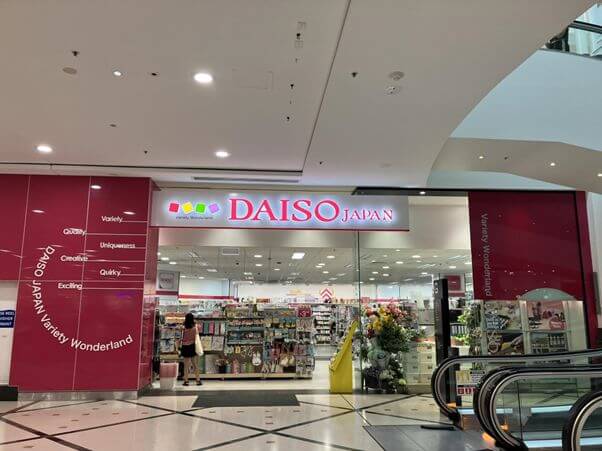 DAISO JAPAN
Variety Wonderland
Variety
Quality
Uniqueness
Creative
Quirky
Exciting
DAISO JAPAN Variety Wonderland
Variety Wonderland